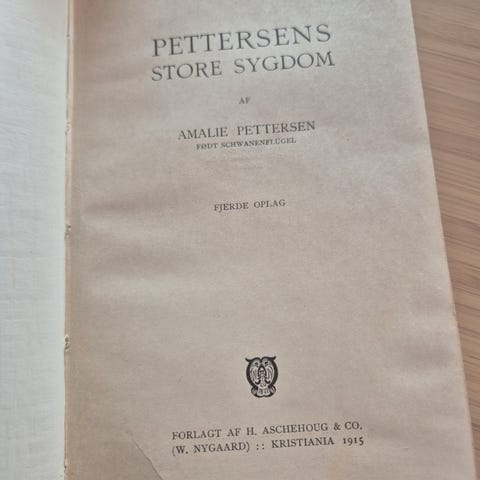 PETTERSENS
STORE SYGDOM
AF
AMALIE PETTERSEN
FØDT SCHWANENFLÜGEL
FJERDE OPLAG
FORLAGT AF H. ASCHEHOUG & CO.
(W. NYGAARD) :: KRISTIANIA 1915